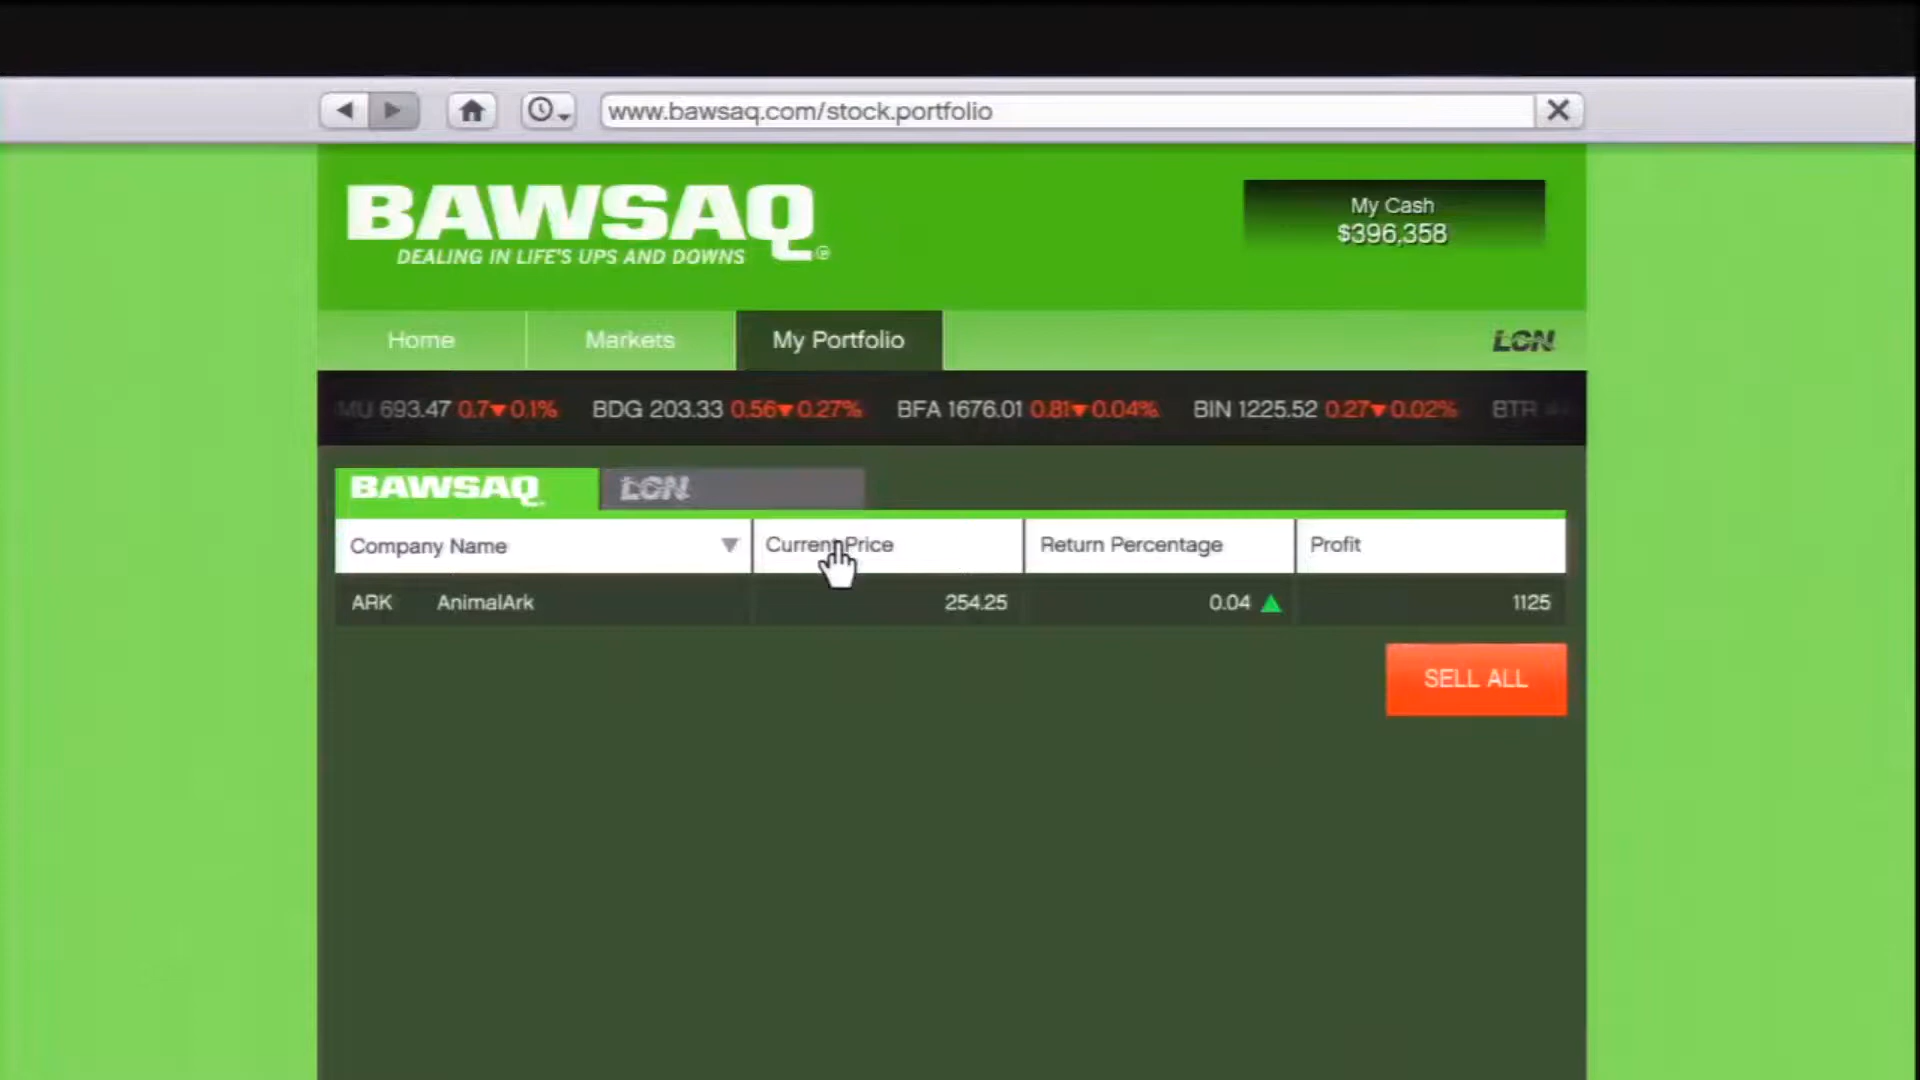 www.bawsaq.com/stock.portfolio
BAWSAQ
DEALING IN LIFE'S UPS AND DOWNS
My Cash
$396,358
Home Markets My Portfolio LCN
MU 693.47 0.7▼0.1% BDG 203.33 0.56▼0.27% BFA 1676.01 0.81▼0.04% BIN 1225.52 0.27▼0.02% BTR
BAWSAQ LCN
Company Name Current Price Return Percentage Profit
ARK AnimalArk 254.25 0.04 1125
SELL ALL